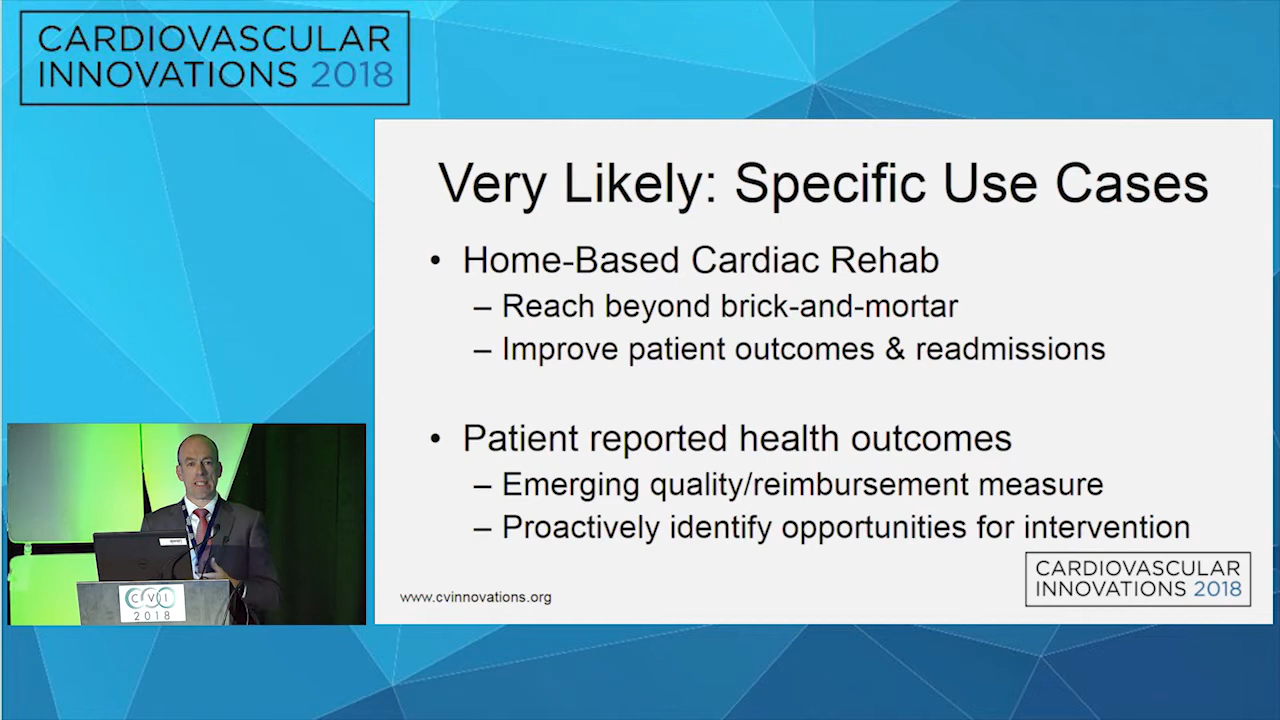 CARDIOVASCULAR
INNOVATIONS 2018
Very Likely: Specific Use Cases
• Home-Based Cardiac Rehab
– Reach beyond brick-and-mortar
– Improve patient outcomes & readmissions
• Patient reported health outcomes
– Emerging quality/reimbursement measure
– Proactively identify opportunities for intervention
www.cvinnovations.org
CARDIOVASCULAR
INNOVATIONS 2018
CVI
2018